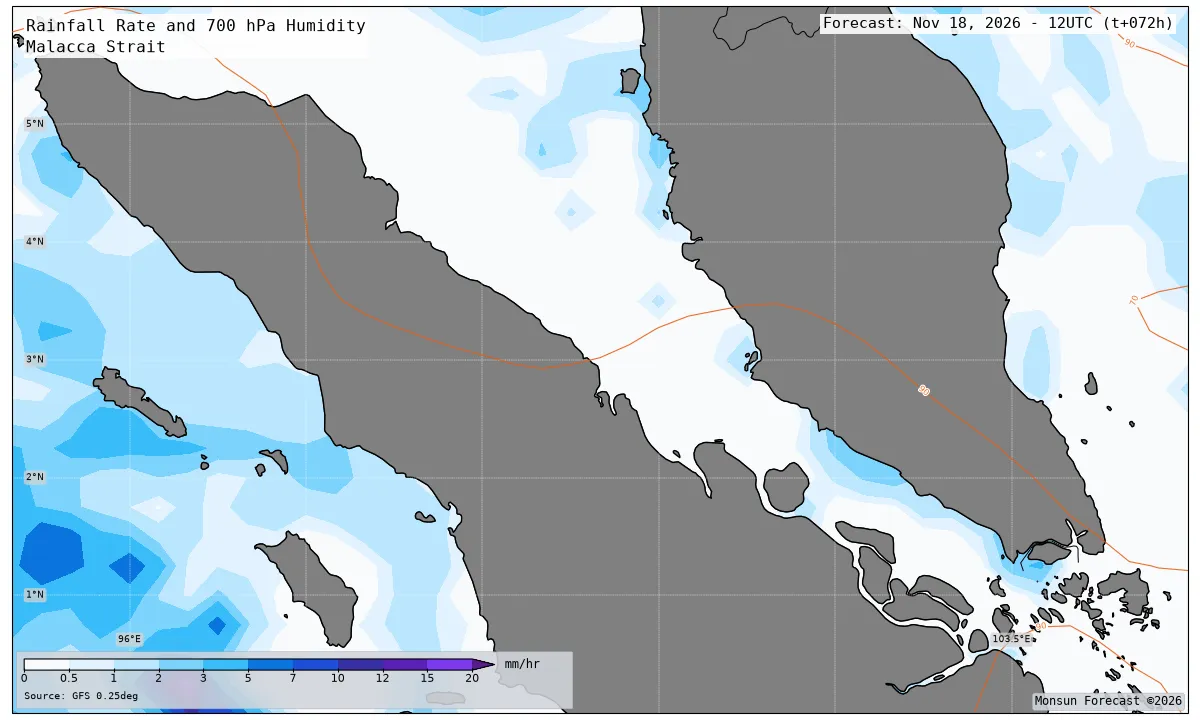 Rainfall Rate and 700 hPa Humidity
Malacca Strait
Forecast: Nov 18, 2026 - 12UTC (t+072h)
90
5°N
4°N
70
3°N
2°N
1°N
96°E
90
103.5°E
mm/hr
0 0.5 1 2 3 5 7 10 12 15 20
Source: GFS 0.25deg
Monsun Forecast ©2026